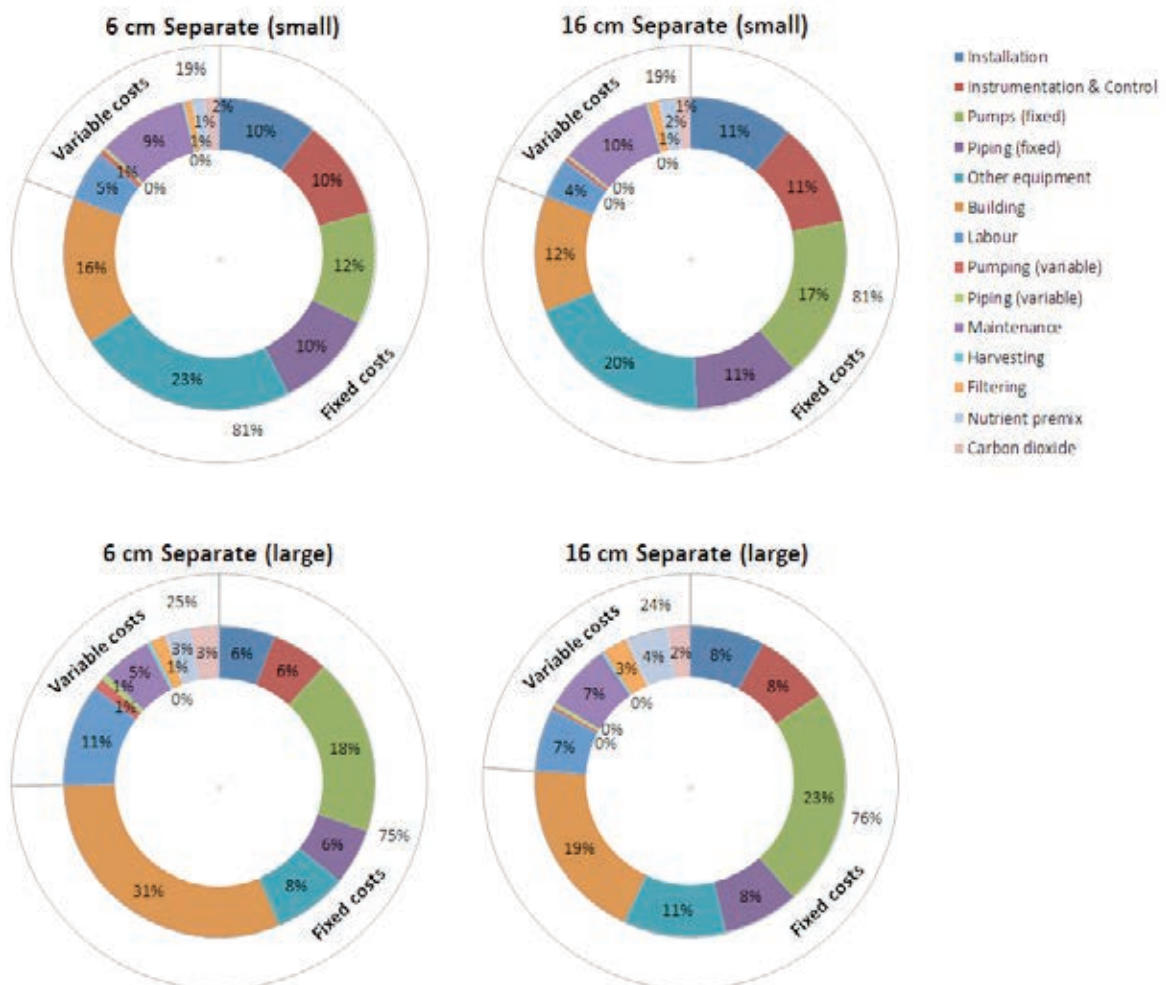 6 cm Separate (small)
19%
Variable costs
2%
1%
1%
0%
10%
10%
12%
10%
23%
16%
5%
1%
0%
9%
Fixed costs
81%
16 cm Separate (small)
19%
Variable costs
1%
2%
1%
0%
11%
11%
17%
11%
20%
12%
4%
0%
0%
10%
81%
Fixed costs
Installation
Instrumentation & Control
Pumps (fixed)
Piping (fixed)
Other equipment
Building
Labour
Pumping (variable)
Piping (variable)
Maintenance
Harvesting
Filtering
Nutrient premix
Carbon dioxide
6 cm Separate (large)
25%
Variable costs
3%
3%
1%
0%
6%
6%
18%
6%
8%
31%
11%
1%
1%
5%
75%
Fixed costs
16 cm Separate (large)
24%
Variable costs
2%
4%
3%
0%
8%
8%
23%
8%
11%
19%
7%
0%
0%
7%
76%
Fixed costs